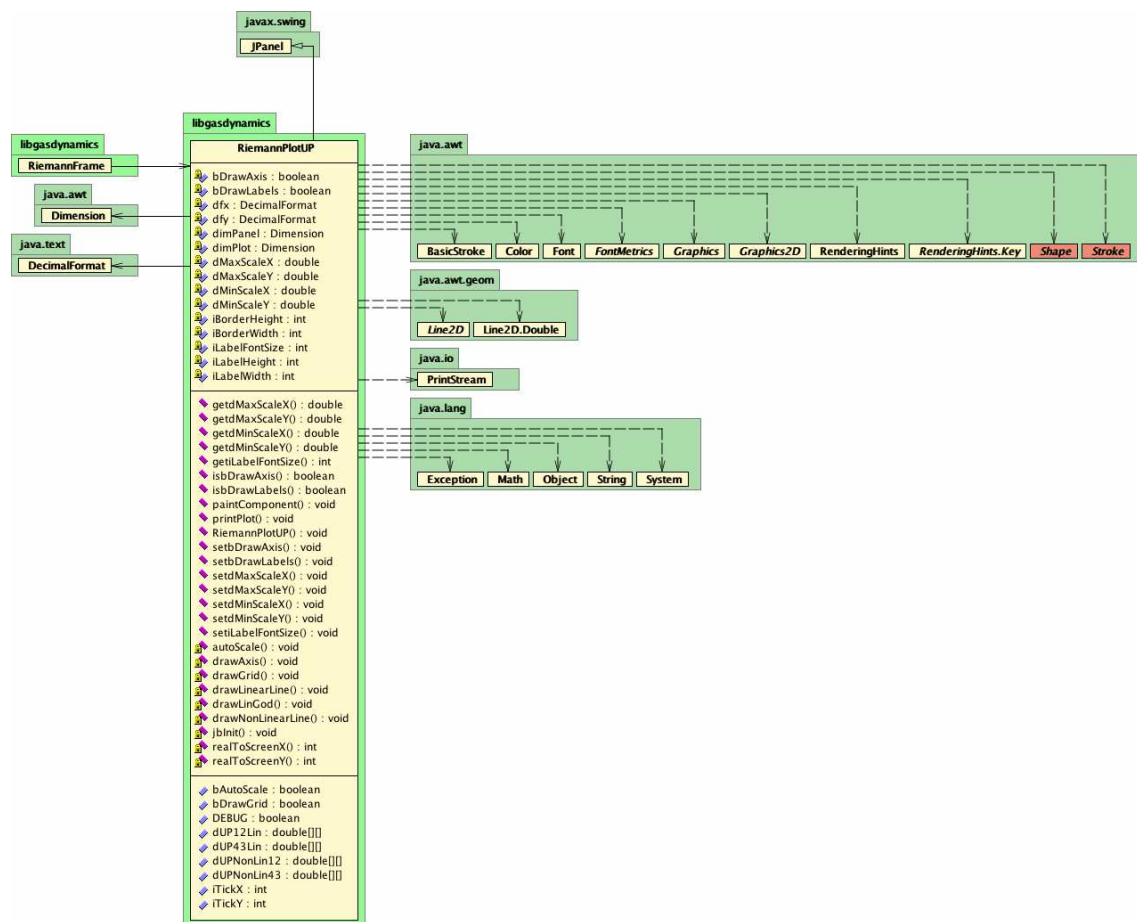 javax.swing
JPanel
libgasdynamics
RiemannFrame
java.awt
Dimension
java.text
DecimalFormat
libgasdynamics
RiemannPlotUP
bDrawAxis : boolean
bDrawLabels : boolean
dfx : DecimalFormat
dfy : DecimalFormat
dimPanel : Dimension
dimPlot : Dimension
dMaxScaleX : double
dMaxScaleY : double
dMinScaleX : double
dMinScaleY : double
iBorderHeight : int
iBorderWidth : int
iLabelFontSize : int
iLabelHeight : int
iLabelWidth : int
getdMaxScaleX() : double
getdMaxScaleY() : double
getdMinScaleX() : double
getdMinScaleY() : double
getiLabelFontSize() : int
isbDrawAxis() : boolean
isbDrawLabels() : boolean
paintComponent() : void
printPlot() : void
RiemannPlotUP() : void
setbDrawAxis() : void
setbDrawLabels() : void
setdMaxScaleX() : void
setdMaxScaleY() : void
setdMinScaleX() : void
setdMinScaleY() : void
setiLabelFontSize() : void
autoScale() : void
drawAxis() : void
drawGrid() : void
drawLinearLine() : void
drawLinGod() : void
drawNonLinearLine() : void
jbInit() : void
realToScreenX() : int
realToScreenY() : int
bAutoScale : boolean
bDrawGrid : boolean
DEBUG : boolean
dUP12Lin : double[][]
dUP43Lin : double[][]
dUPNonLin12 : double[][]
dUPNonLin43 : double[][]
iTickX : int
iTickY : int
java.awt
BasicStroke Color Font FontMetrics Graphics Graphics2D RenderingHints RenderingHints.Key Shape Stroke
java.awt.geom
Line2D Line2D.Double
java.io
PrintStream
java.lang
Exception Math Object String System